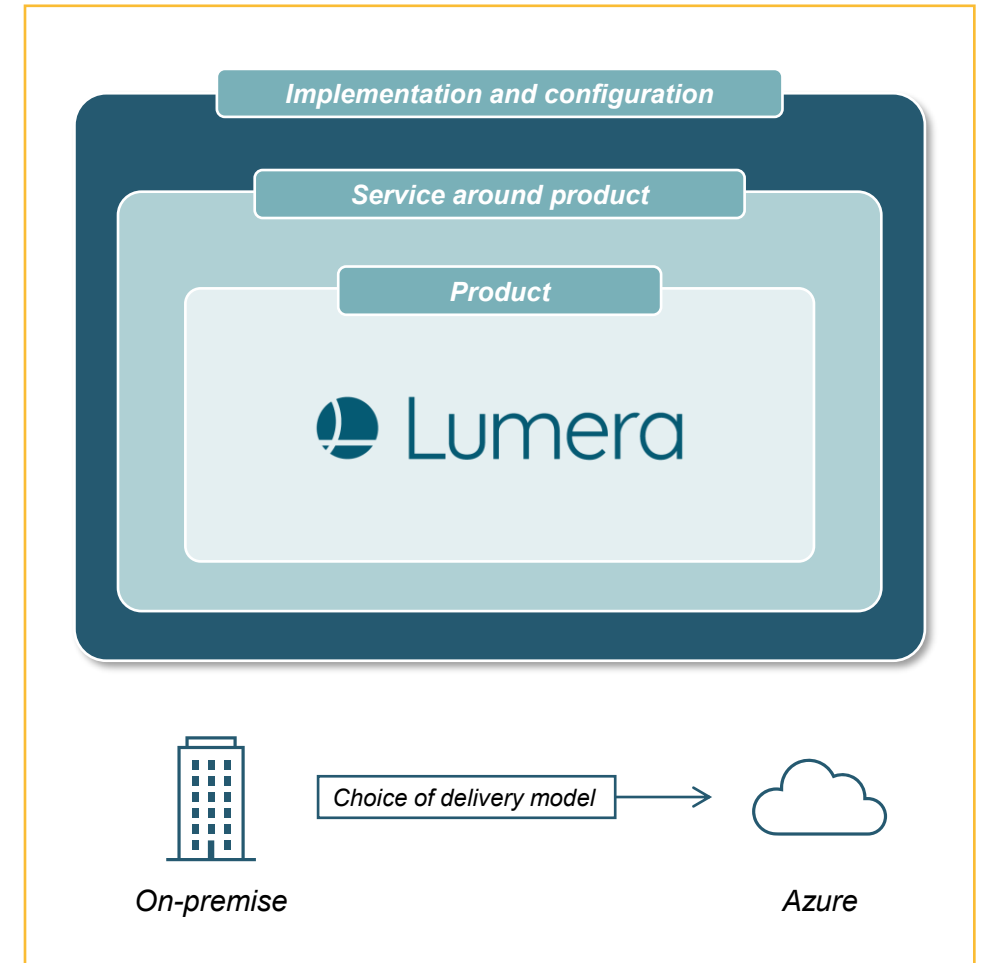 Implementation and configuration
Service around product
Product
Lumera
Choice of delivery model
On-premise
Azure